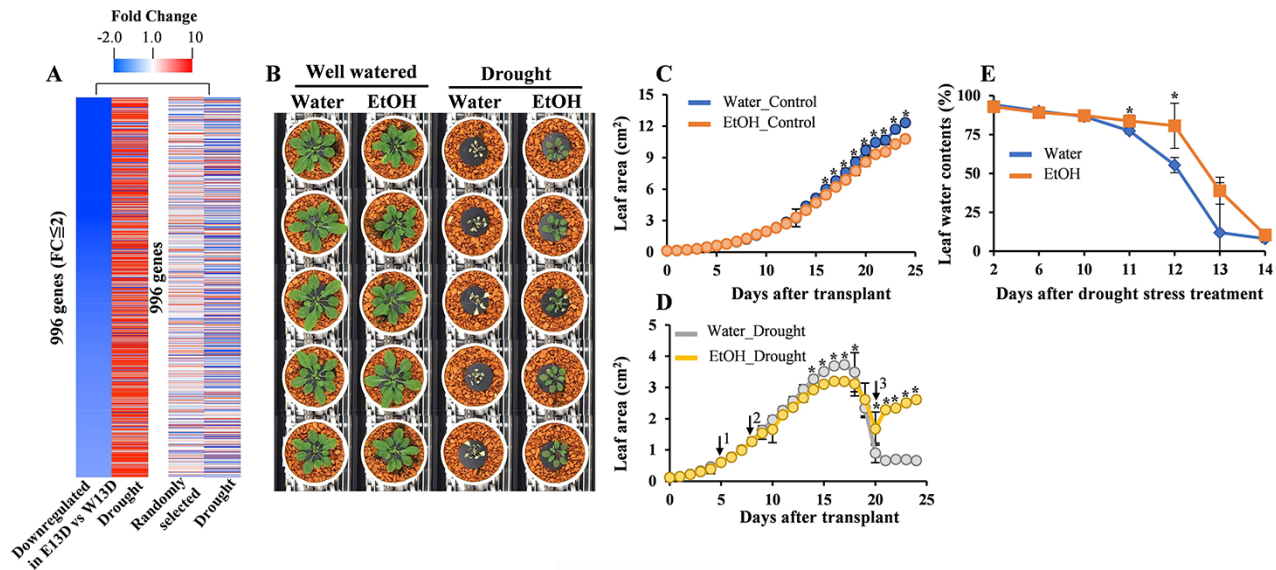 Fold Change
-2.0 1.0 10
A
996 genes (FC≦2)
996 genes
Downregulated
in E13D vs W13D
Drought
Randomly
selected
Drought
B
Well watered Drought
Water EtOH Water EtOH
C
Leaf area (cm²)
15
12
9
6
3
0
Water_Control
EtOH_Control
* * * * * * * * *
0 5 10 15 20 25
Days after transplant
D
Leaf area (cm²)
5
4
3
2
1
0
Water_Drought
EtOH_Drought
* * * * *
1
2
3
* * * * *
0 5 10 15 20 25
Days after transplant
E
Leaf water contents (%)
100
75
50
25
0
* *
Water
EtOH
2 6 10 11 12 13 14
Days after drought stress treatment